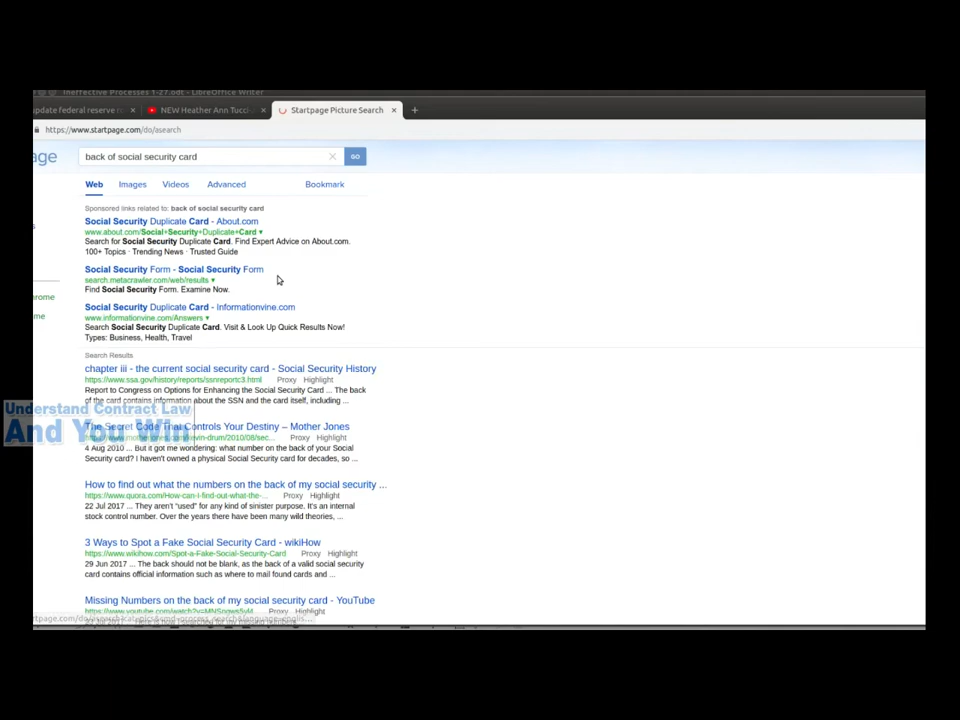 Ineffective Processes 1-27.odt - LibreOffice Writer
update federal reserve
NEW Heather Ann Tucci
Startpage Picture Search
https://www.startpage.com/do/asearch
age
back of social security card
GO
Web Images Videos Advanced Bookmark
Sponsored links related to: back of social security card
Social Security Duplicate Card - About.com
www.about.com/Social+Security+Duplicate+Card
Search for Social Security Duplicate Card. Find Expert Advice on About.com.
100+ Topics · Trending News · Trusted Guide
Social Security Form - Social Security Form
search.metacrawler.com/web/results
Find Social Security Form. Examine Now.
rome
Social Security Duplicate Card - Informationvine.com
me
www.informationvine.com/Answers
Search Social Security Duplicate Card. Visit & Look Up Quick Results Now!
Types: Business, Health, Travel
Search Results
chapter iii - the current social security card - Social Security History
https://www.ssa.gov/history/reports/ssnreportc3.html Proxy Highlight
Report to Congress on Options for Enhancing the Social Security Card ... The back
of the card contains information about the SSN and the card itself, including ...
Understand Contract Law
And You Win
The Secret Code That Controls Your Destiny – Mother Jones
Proxy Highlight
4 Aug 2010 ... But it got me wondering: what number on the back of your Social
Security card? I haven't owned a physical Social Security card for decades, so ...
How to find out what the numbers on the back of my social security ...
https://www.quora.com/How-can-I-find-out-what-the-... Proxy Highlight
22 Jul 2017 ... They aren't "used" for any kind of sinister purpose. It's an internal
stock control number. Over the years there have been many wild theories, ...
3 Ways to Spot a Fake Social Security Card - wikiHow
https://www.wikihow.com/Spot-a-Fake-Social-Security-Card Proxy Highlight
29 Jun 2017 ... The back should not be blank, as the back of a valid social security
card contains official information such as where to mail found cards and ...
Missing Numbers on the back of my social security card - YouTube
Proxy Highlight